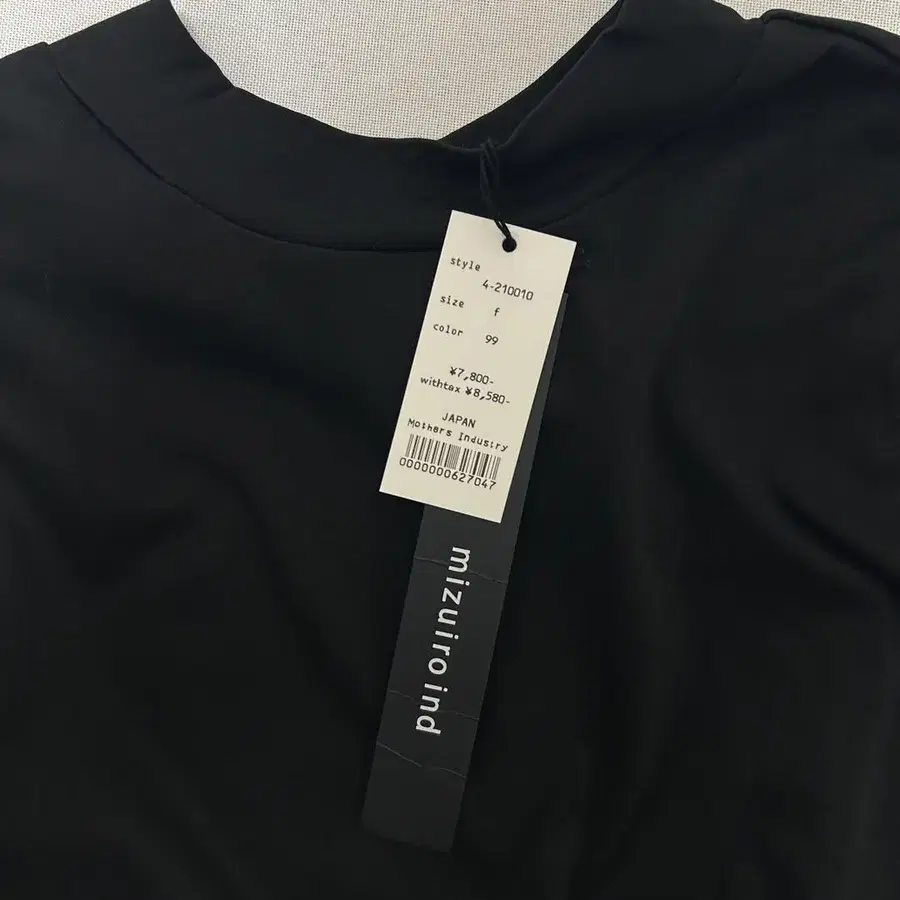 style
4-210010
size f
color 99
¥7,800-
withtax ¥8,580-
JAPAN
Mothers Industry
0000000627047
mizuiro ind